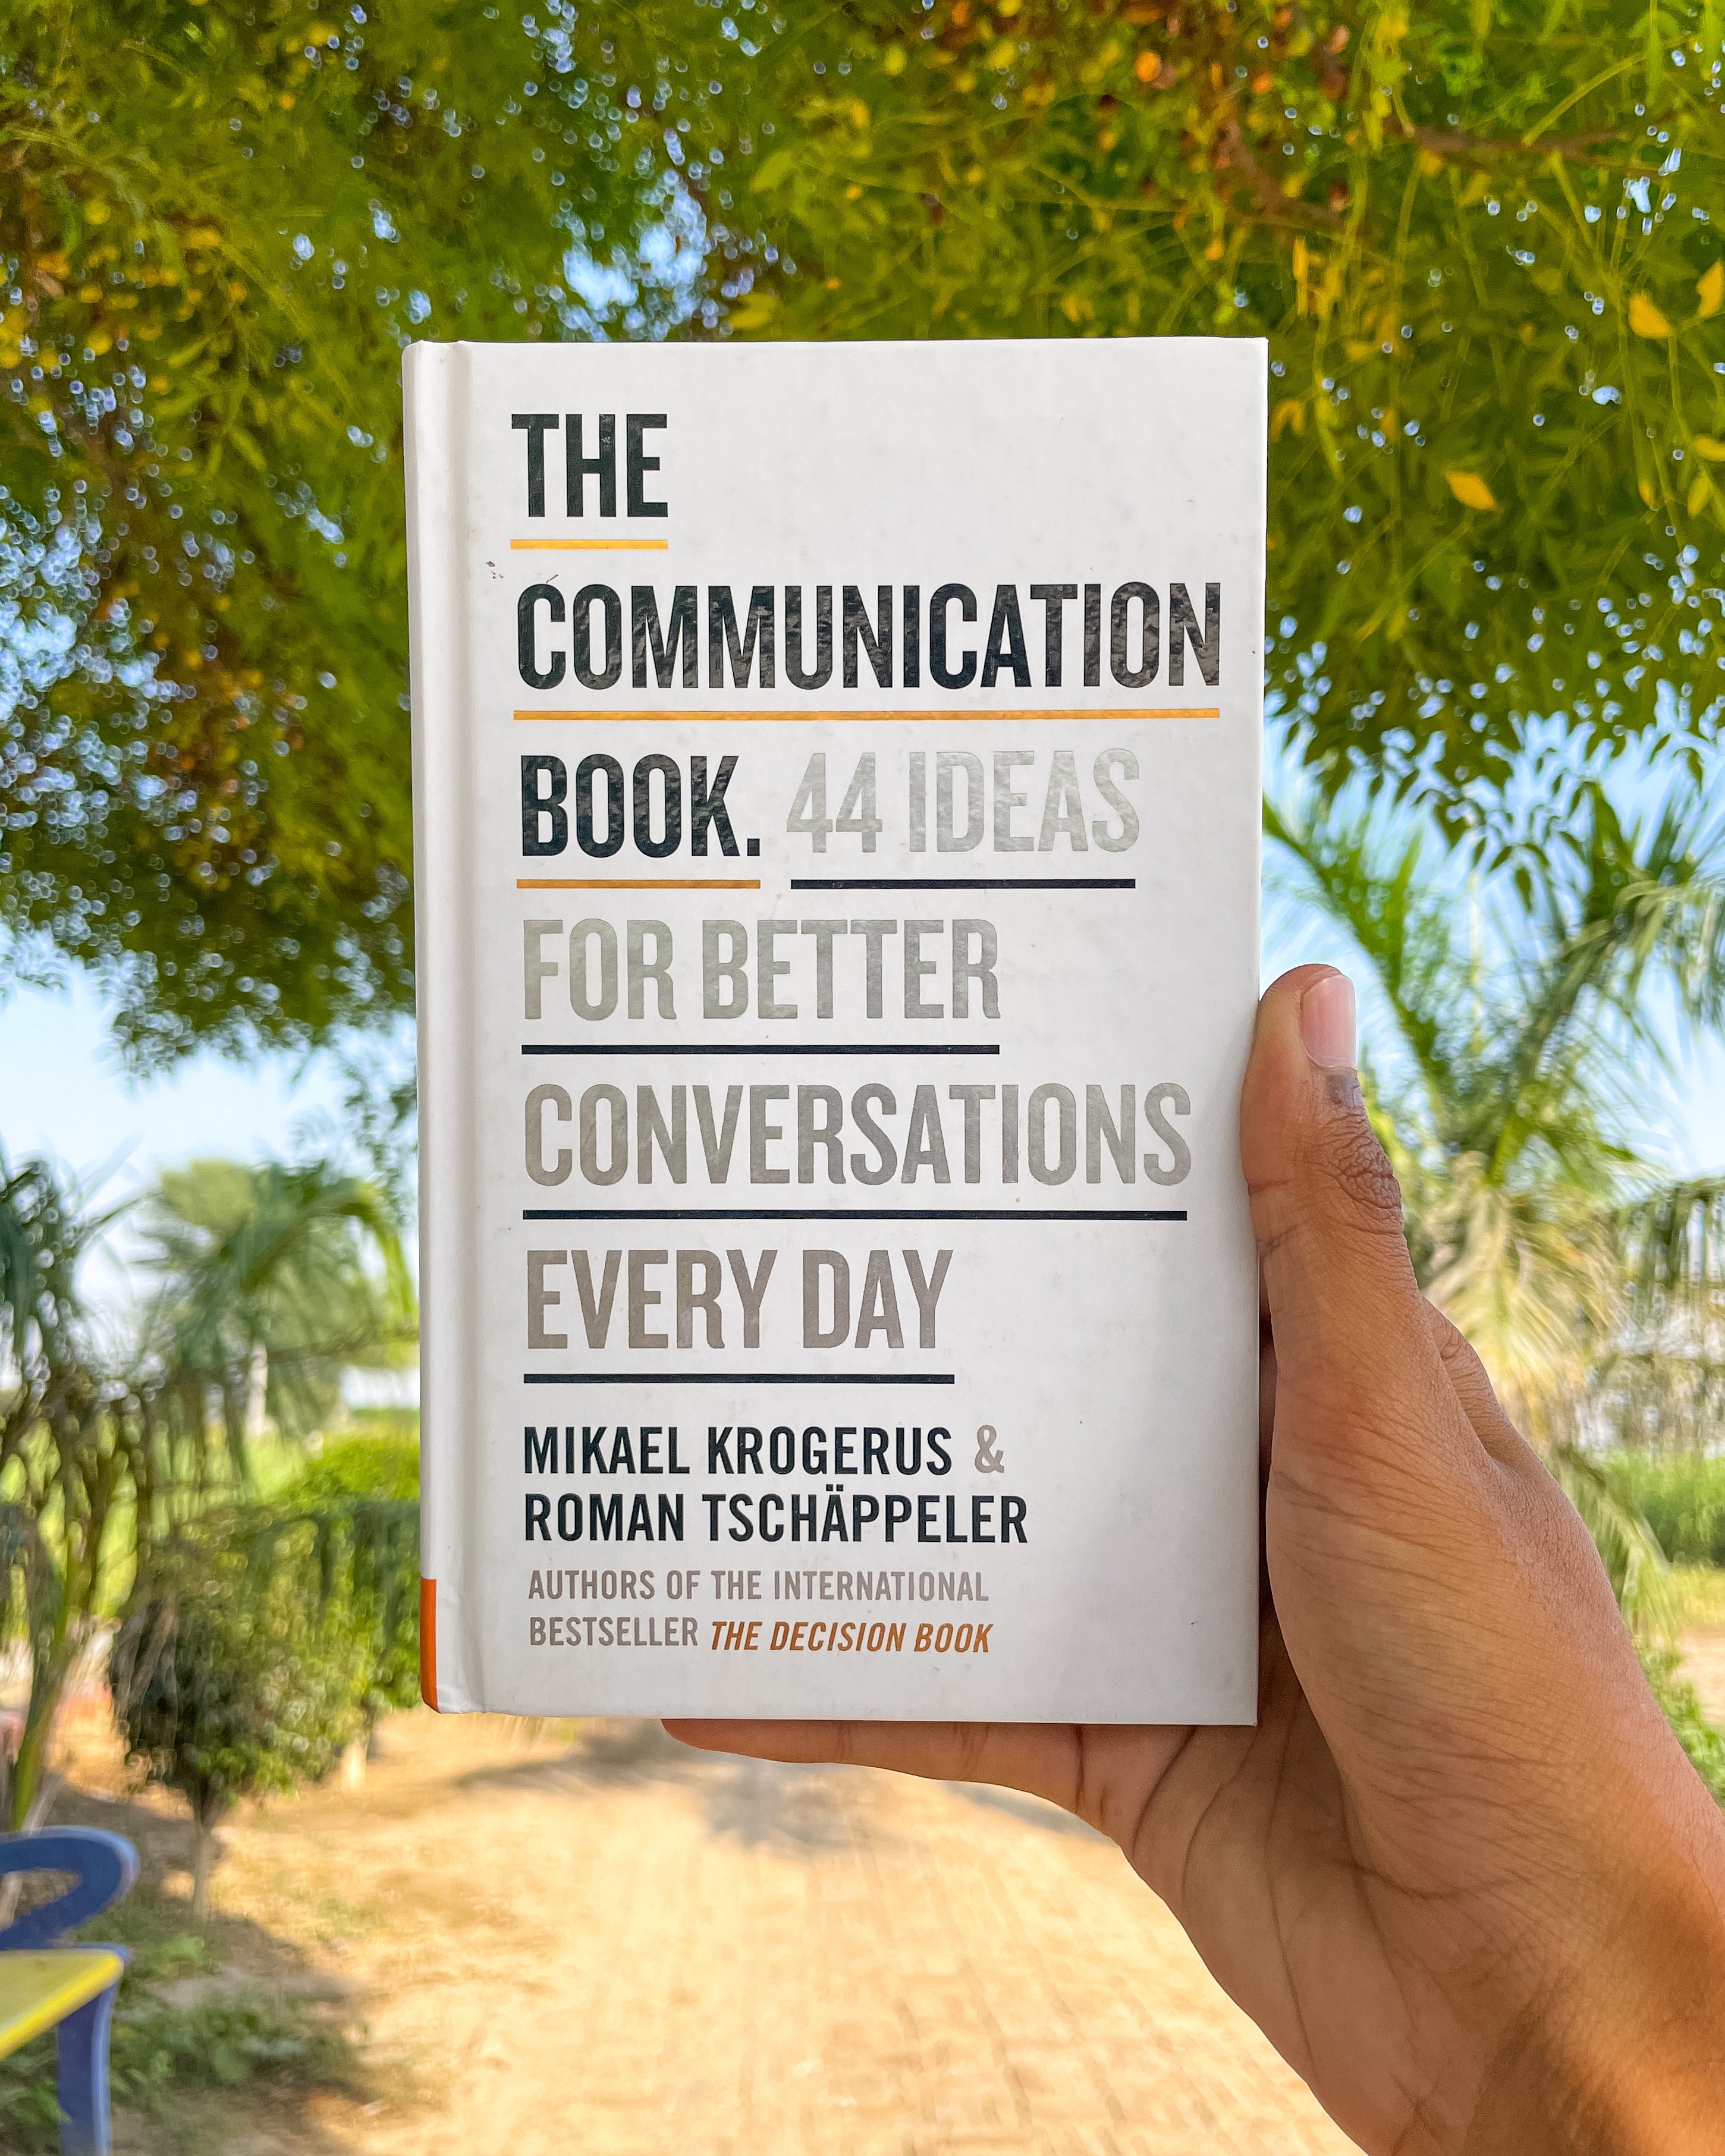 THE
COMMUNICATION
BOOK. 44 IDEAS
FOR BETTER
CONVERSATIONS
EVERY DAY
MIKAEL KROGERUS &
ROMAN TSCHÄPPELER
AUTHORS OF THE INTERNATIONAL
BESTSELLER THE DECISION BOOK